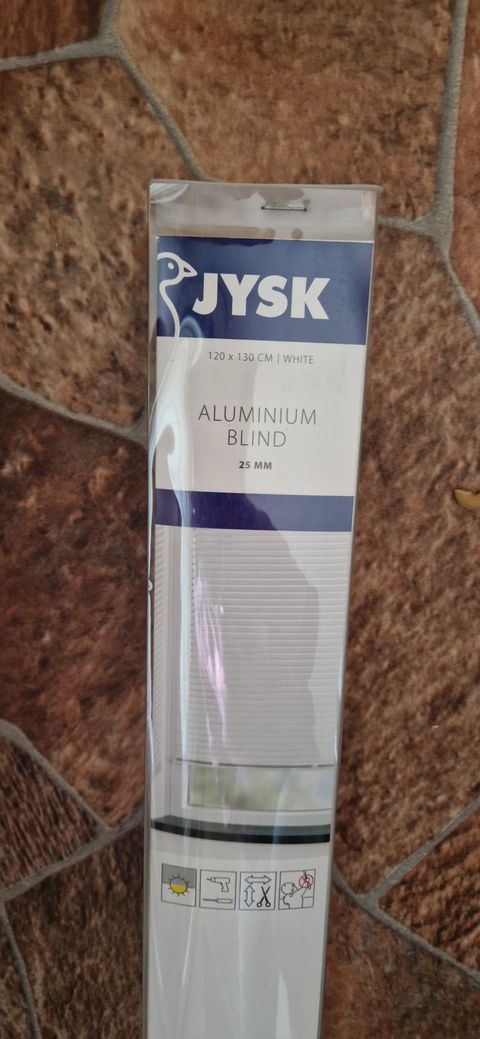 JYSK
120 x 130 CM | WHITE
ALUMINIUM
BLIND
25 MM